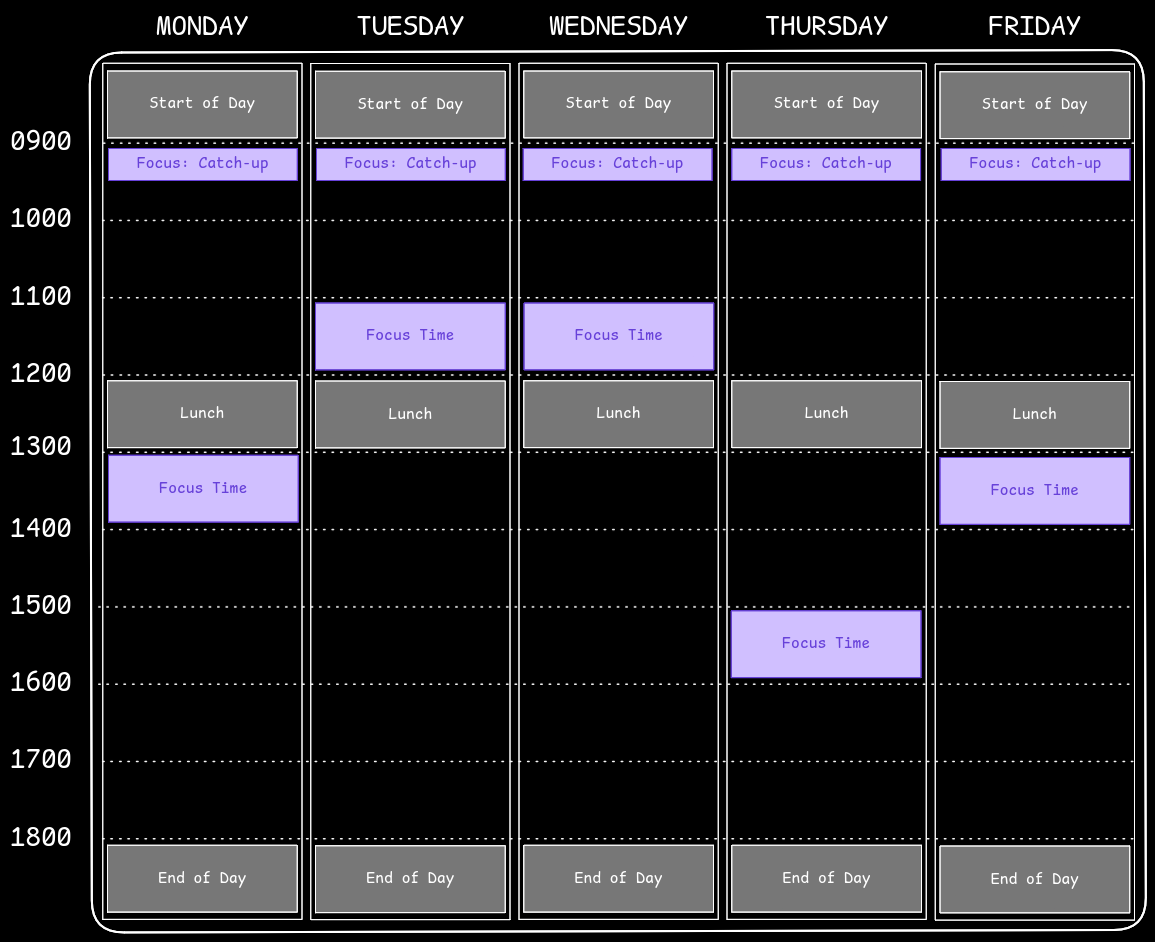 MONDAY TUESDAY WEDNESDAY THURSDAY FRIDAY
Start of Day Start of Day Start of Day Start of Day Start of Day
0900
Focus: Catch-up Focus: Catch-up Focus: Catch-up Focus: Catch-up Focus: Catch-up
1000
1100
Focus Time Focus Time
1200
Lunch Lunch Lunch Lunch Lunch
1300
Focus Time Focus Time
1400
1500
Focus Time
1600
1700
1800
End of Day End of Day End of Day End of Day End of Day